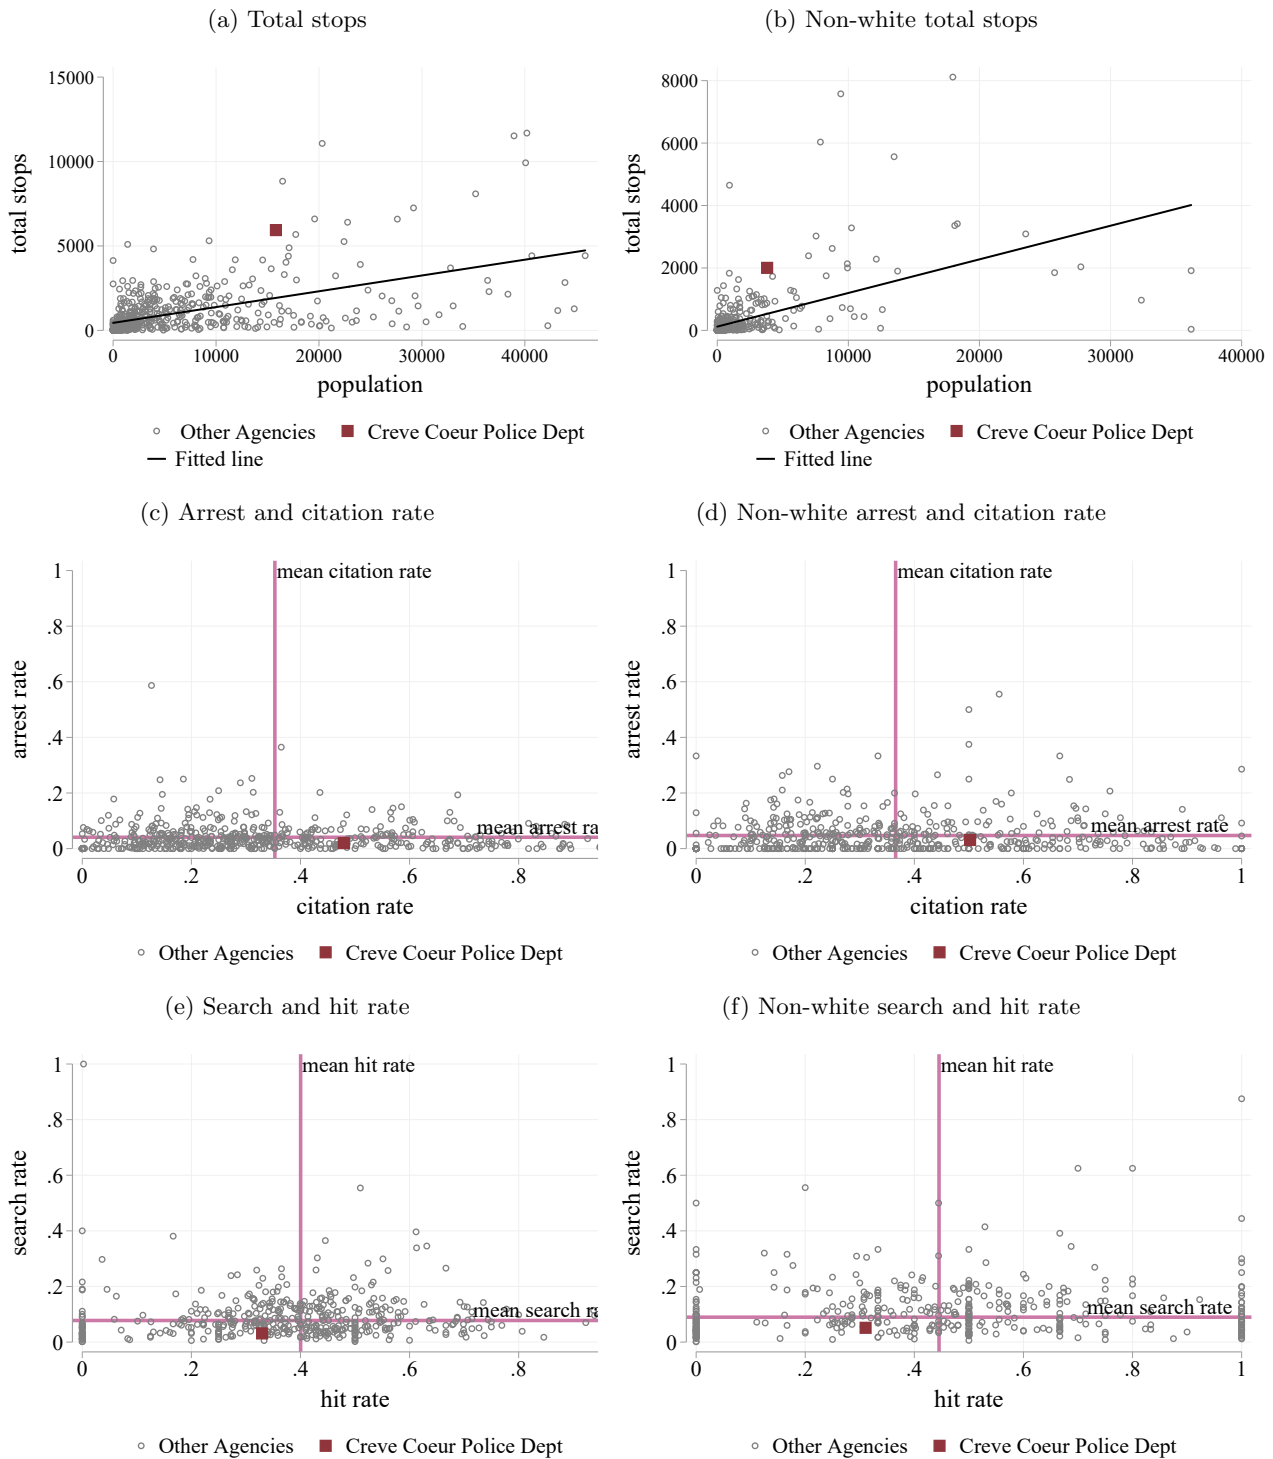 (a) Total stops
(b) Non-white total stops
total stops
15000
10000
5000
0
0 10000 20000 30000 40000
population
Other Agencies Creve Coeur Police Dept
Fitted line
total stops
8000
6000
4000
2000
0
0 10000 20000 30000 40000
population
Other Agencies Creve Coeur Police Dept
Fitted line
(c) Arrest and citation rate
(d) Non-white arrest and citation rate
arrest rate
1
.8
.6
.4
.2
0
mean citation rate
mean arrest ra
0 .2 .4 .6 .8
citation rate
Other Agencies Creve Coeur Police Dept
arrest rate
1
.8
.6
.4
.2
0
mean citation rate
mean arrest rate
0 .2 .4 .6 .8 1
citation rate
Other Agencies Creve Coeur Police Dept
(e) Search and hit rate
(f) Non-white search and hit rate
search rate
1
.8
.6
.4
.2
0
mean hit rate
mean search ra
0 .2 .4 .6 .8
hit rate
Other Agencies Creve Coeur Police Dept
search rate
1
.8
.6
.4
.2
0
mean hit rate
mean search rate
0 .2 .4 .6 .8 1
hit rate
Other Agencies Creve Coeur Police Dept